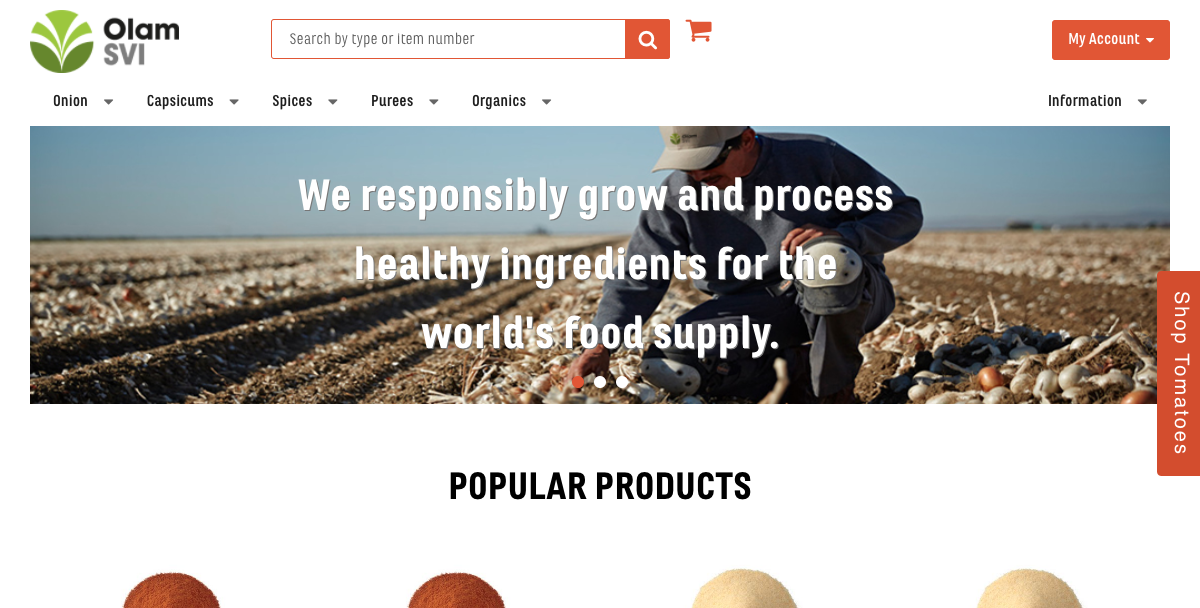 Olam
SVI
Search by type or item number
My Account
Onion
Capsicums
Spices
Purees
Organics
Information
We responsibly grow and process
healthy ingredients for the
world's food supply.
Shop Tomatoes
POPULAR PRODUCTS